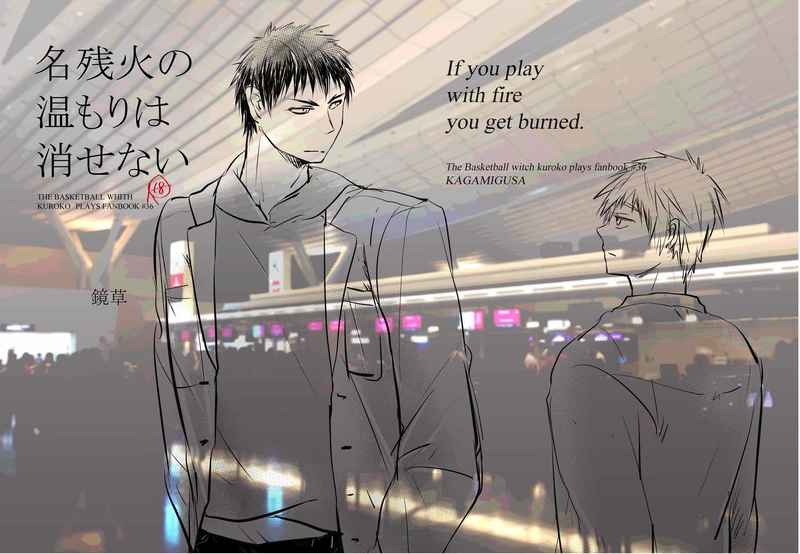 名残火の
温もりは
消せない
R18
THE BASKETBALL WHITH
KUROKO PLAYS FANBOOK #36
鏡草
If you play
with fire
you get burned.
The Basketball witch kuroko plays fanbook #36
KAGAMIGUSA